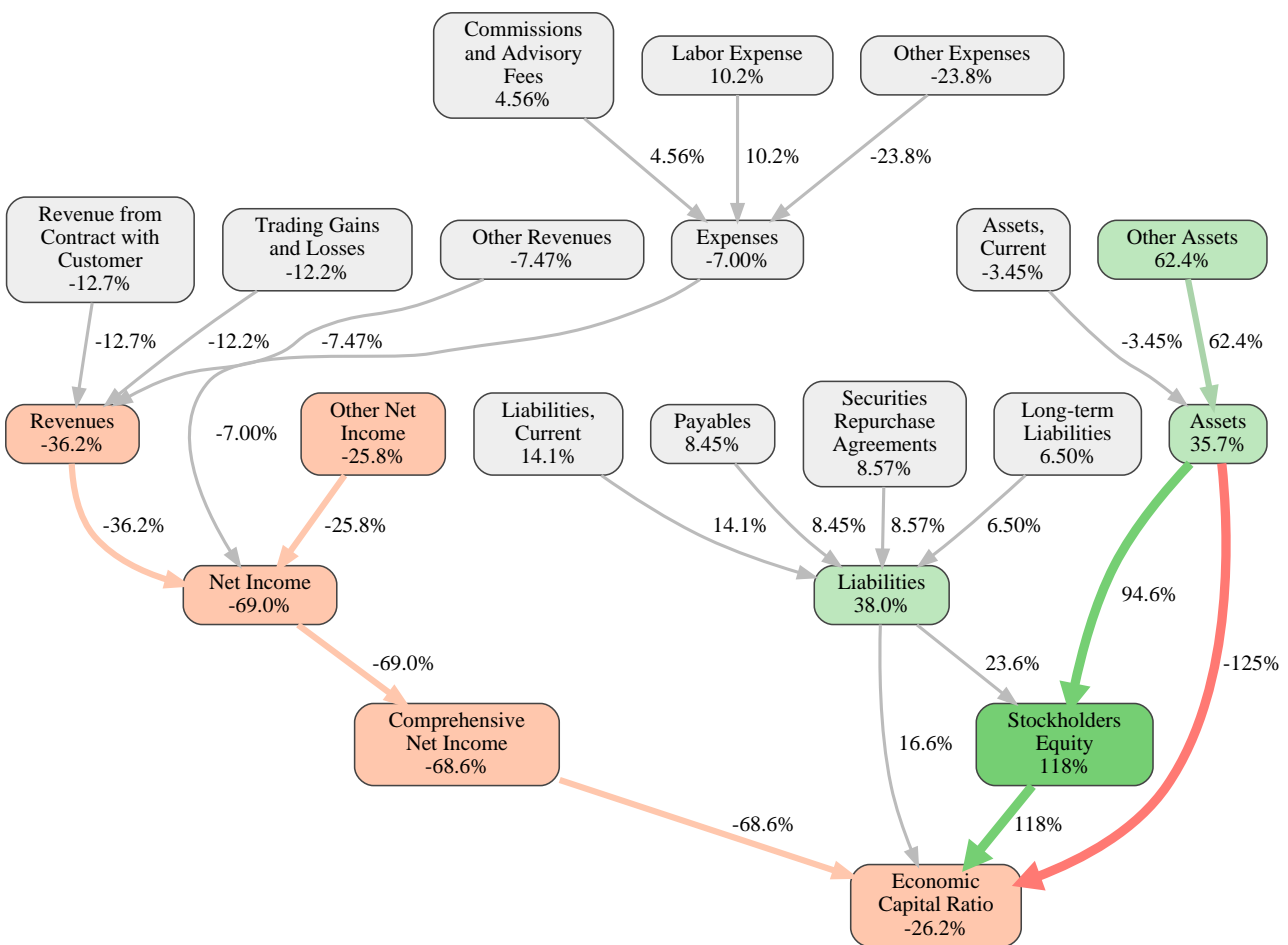 Commissions
and Advisory
Fees
4.56%
Labor Expense
10.2%
Other Expenses
-23.8%
4.56%
10.2%
-23.8%
Revenue from
Contract with
Customer
-12.7%
Trading Gains
and Losses
-12.2%
Other Revenues
-7.47%
Expenses
-7.00%
Assets,
Current
-3.45%
Other Assets
62.4%
-12.7%
-12.2%
-7.47%
-3.45%
62.4%
Revenues
-36.2%
-7.00%
Other Net
Income
-25.8%
Liabilities,
Current
14.1%
Payables
8.45%
Securities
Repurchase
Agreements
8.57%
Long-term
Liabilities
6.50%
Assets
35.7%
-36.2%
-25.8%
14.1%
8.45%
8.57%
6.50%
Net Income
-69.0%
Liabilities
38.0%
94.6%
-69.0%
23.6%
-125%
Comprehensive
Net Income
-68.6%
16.6%
Stockholders
Equity
118%
-68.6%
118%
Economic
Capital Ratio
-26.2%